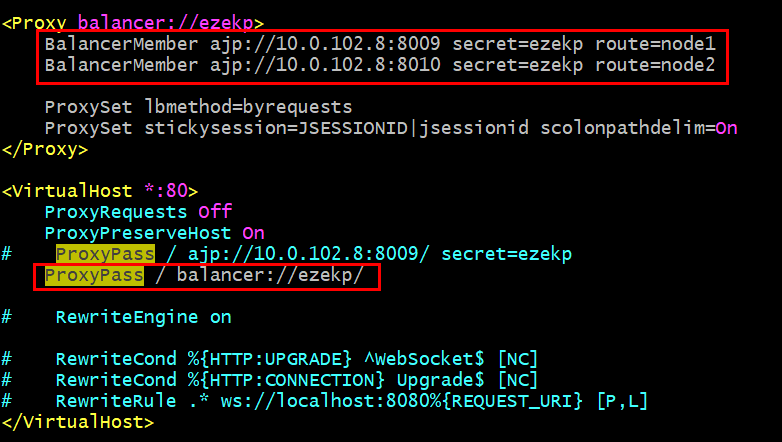 <Proxy balancer://ezekp>
    BalancerMember ajp://10.0.102.8:8009 secret=ezekp route=node1
    BalancerMember ajp://10.0.102.8:8010 secret=ezekp route=node2
    ProxySet lbmethod=byrequests
    ProxySet stickysession=JSESSIONID|jsessionid scolonpathdelim=On
</Proxy>
<VirtualHost *:80>
    ProxyRequests Off
    ProxyPreserveHost On
#    ProxyPass / ajp://10.0.102.8:8009/ secret=ezekp
    ProxyPass / balancer://ezekp/
#    RewriteEngine on
#    RewriteCond %{HTTP:UPGRADE} ^WebSocket$ [NC]
#    RewriteCond %{HTTP:CONNECTION} Upgrade$ [NC]
#    RewriteRule .* ws://localhost:8080%{REQUEST_URI} [P,L]
</VirtualHost>